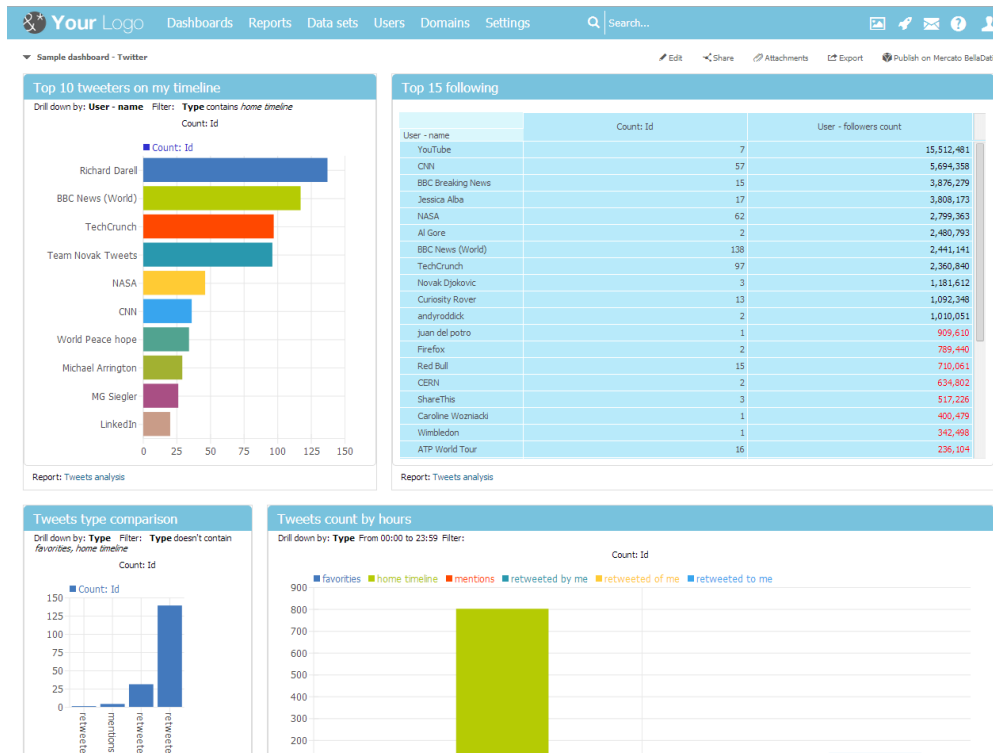 Your Logo Dashboards Reports Data sets Users Domains Settings Search...
Sample dashboard - Twitter Edit Share Attachments Export Publish on Mercato BellaDati
Top 10 tweeters on my timeline
Drill down by: User - name Filter: Type contains home timeline
Count: Id
Count: Id
Richard Darell
BBC News (World)
TechCrunch
Team Novak Tweets
NASA
CNN
World Peace hope
Michael Arrington
MG Siegler
LinkedIn
0 25 50 75 100 125 150
Report: Tweets analysis
Top 15 following
User - name Count: Id User - followers count
YouTube 7 15,512,481
CNN 57 5,694,358
BBC Breaking News 15 3,876,279
Jessica Alba 17 3,808,173
NASA 62 2,799,363
Al Gore 2 2,480,793
BBC News (World) 138 2,441,141
TechCrunch 97 2,360,840
Novak Djokovic 3 1,181,612
Curiosity Rover 13 1,092,348
andyroddick 2 1,010,051
juan del potro 1 909,610
Firefox 2 789,440
Red Bull 15 710,061
CERN 2 634,802
ShareThis 3 517,226
Caroline Wozniacki 1 400,479
Wimbledon 1 342,498
ATP World Tour 16 236,104
Report: Tweets analysis
Tweets type comparison
Drill down by: Type Filter: Type doesn't contain
favorities, home timeline
Count: Id
Count: Id
150
125
100
75
50
25
0
retweete
mentions
retweete
retweete
Tweets count by hours
Drill down by: Type From 00:00 to 23:59 Filter:
Count: Id
favorities home timeline mentions retweeted by me retweeted of me retweeted to me
900
800
700
600
500
400
300
200